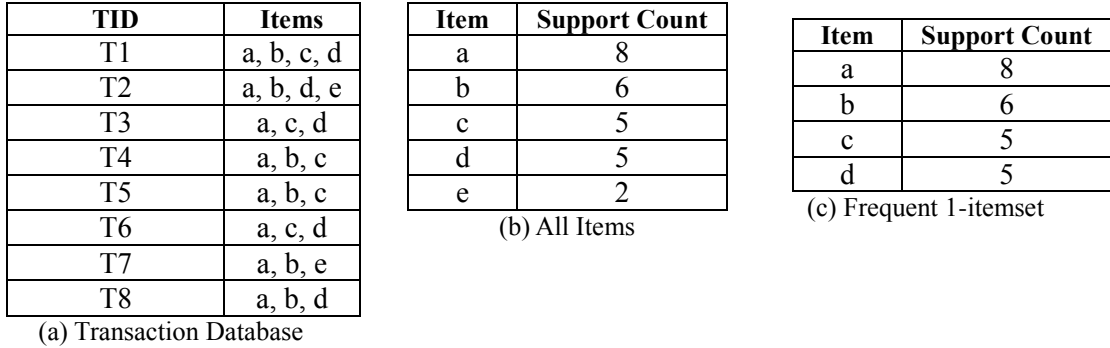 TID Items
T1 a, b, c, d
T2 a, b, d, e
T3 a, c, d
T4 a, b, c
T5 a, b, c
T6 a, c, d
T7 a, b, e
T8 a, b, d
(a) Transaction Database
Item Support Count
a 8
b 6
c 5
d 5
e 2
(b) All Items
Item Support Count
a 8
b 6
c 5
d 5
(c) Frequent 1-itemset